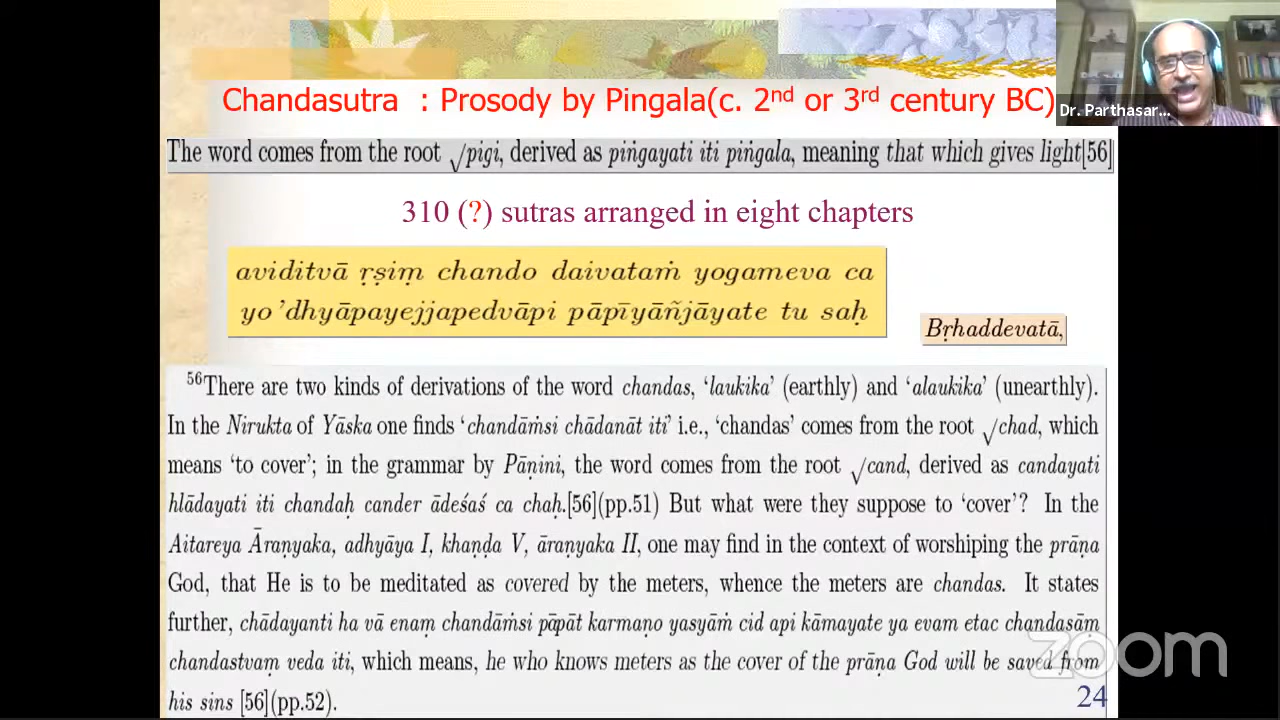 Chandasutra : Prosody by Pingala(c. 2nd or 3rd century BC)
Dr. Parthasar...
The word comes from the root √pigi, derived as piṅgayati iti piṅgala, meaning that which gives light[56]
310 (?) sutras arranged in eight chapters
aviditvā ṛṣiṃ chando daivataṁ yogameva ca
yo'dhyāpayejjapedvāpi pāpīyāñjāyate tu saḥ
Bṛhaddevatā,
56There are two kinds of derivations of the word chandas, ‘laukika’ (earthly) and ‘alaukika’ (unearthly).
In the Nirukta of Yāska one finds ‘chandāṁsi chādanāt iti’ i.e., ‘chandas’ comes from the root √chad, which
means ‘to cover’; in the grammar by Pāṇini, the word comes from the root √cand, derived as candayati
hlādayati iti chandaḥ cander ādeśaś ca chaḥ.[56](pp.51) But what were they suppose to ‘cover’? In the
Aitareya Āraṇyaka, adhyāya I, khaṇḍa V, āraṇyaka II, one may find in the context of worshiping the prāṇa
God, that He is to be meditated as covered by the meters, whence the meters are chandas. It states
further, chādayanti ha vā enaṃ chandāṁsi pāpāt karmaṇo yasyāṁ cid api kāmayate ya evam etac chandasāṃ
chandastvaṃ veda iti, which means, he who knows meters as the cover of the prāṇa God will be saved from
his sins [56](pp.52).
zoom
24